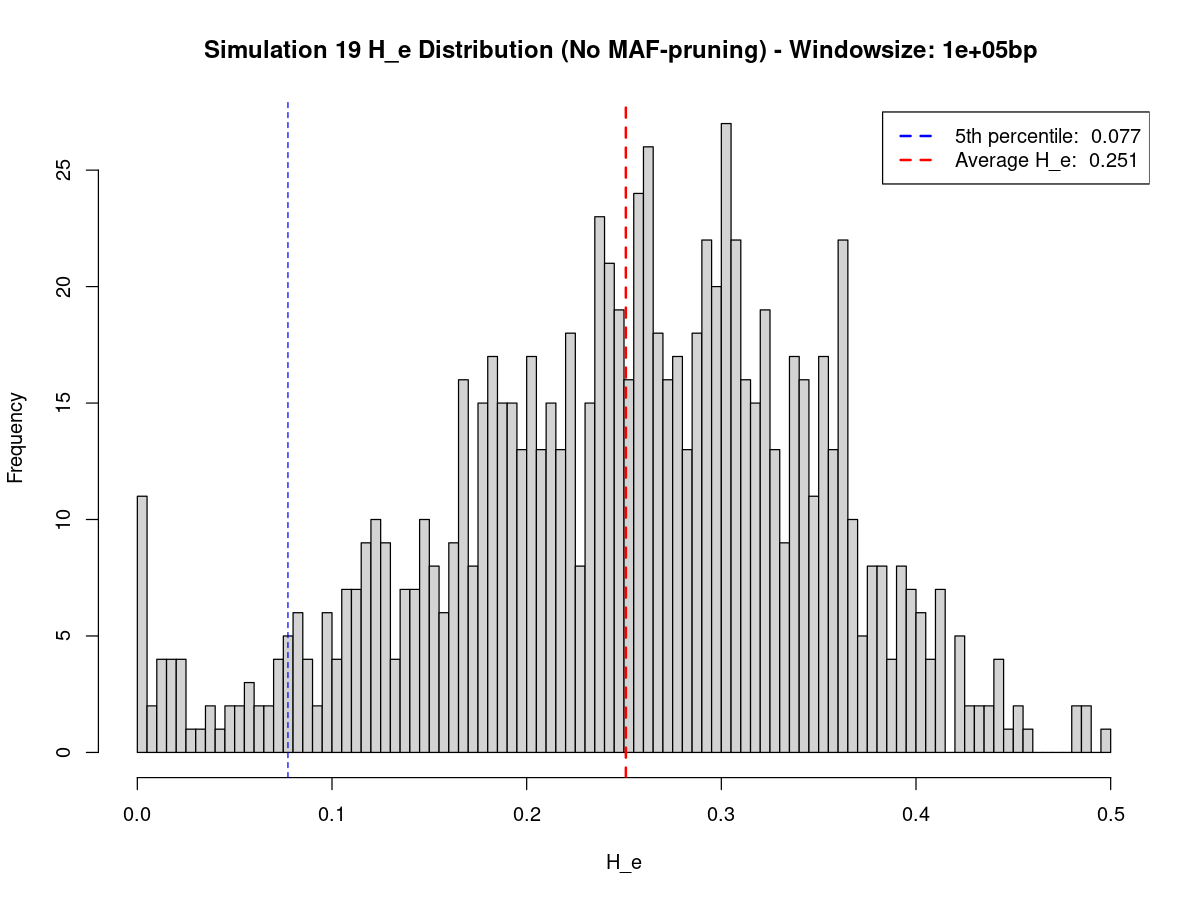 Simulation 19 H_e Distribution (No MAF-pruning) - Windowsize: 1e+05bp
5th percentile:  0.077
Average H_e:  0.251
Frequency
25
20
15
10
5
0
0.0 0.1 0.2 0.3 0.4 0.5
H_e